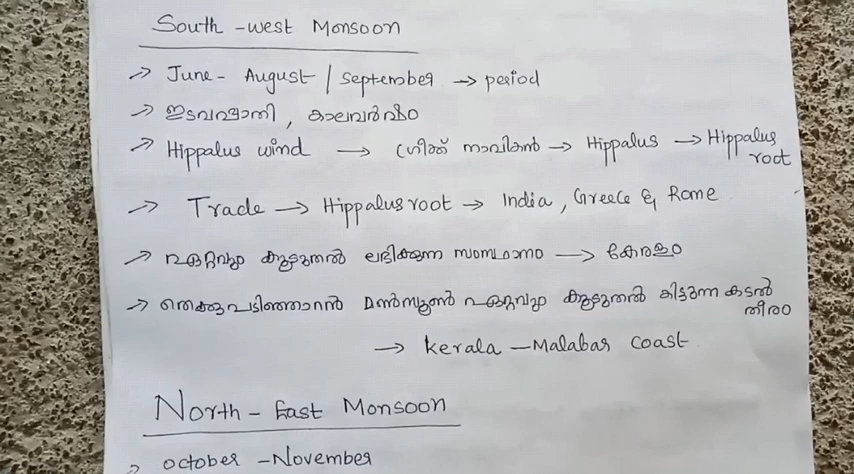 South - west Monsoon
→ June - August / September → period
→ ഇടവപ്പാതി, കാലവർഷം
→ Hippalus wind → ഗ്രീക്ക് നാവികൻ → Hippalus → Hippalus root
→ Trade → Hippalus root → India, Greece & Rome
→ ഏറ്റവും കൂടുതൽ ലഭിക്കുന്ന സംസ്ഥാനം → കേരളം
→ തെക്കുപടിഞ്ഞാറൻ മൺസൂൺ ഏറ്റവും കൂടുതൽ കിട്ടുന്ന കടൽ തീരം
→ Kerala - Malabar Coast
North - East Monsoon
→ october - November